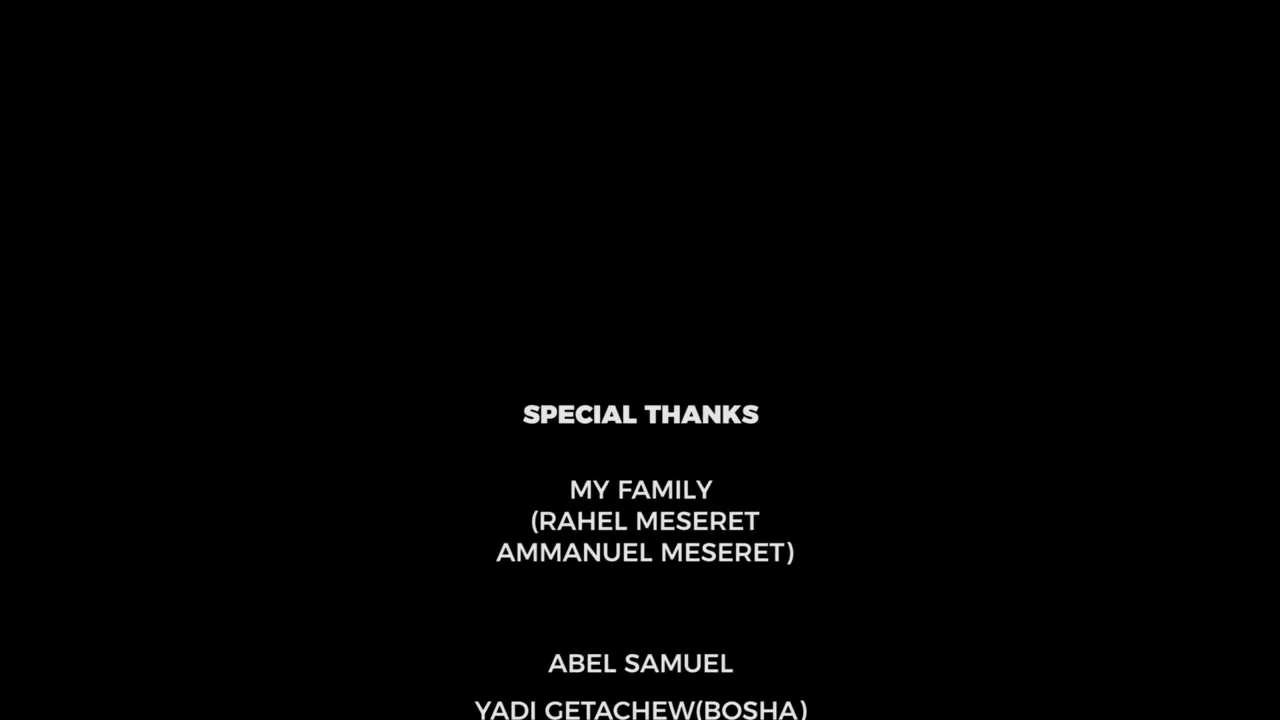 SPECIAL THANKS
MY FAMILY
(RAHEL MESERET
AMMANUEL MESERET)
ABEL SAMUEL
YADI GETACHEW(BOSHA)